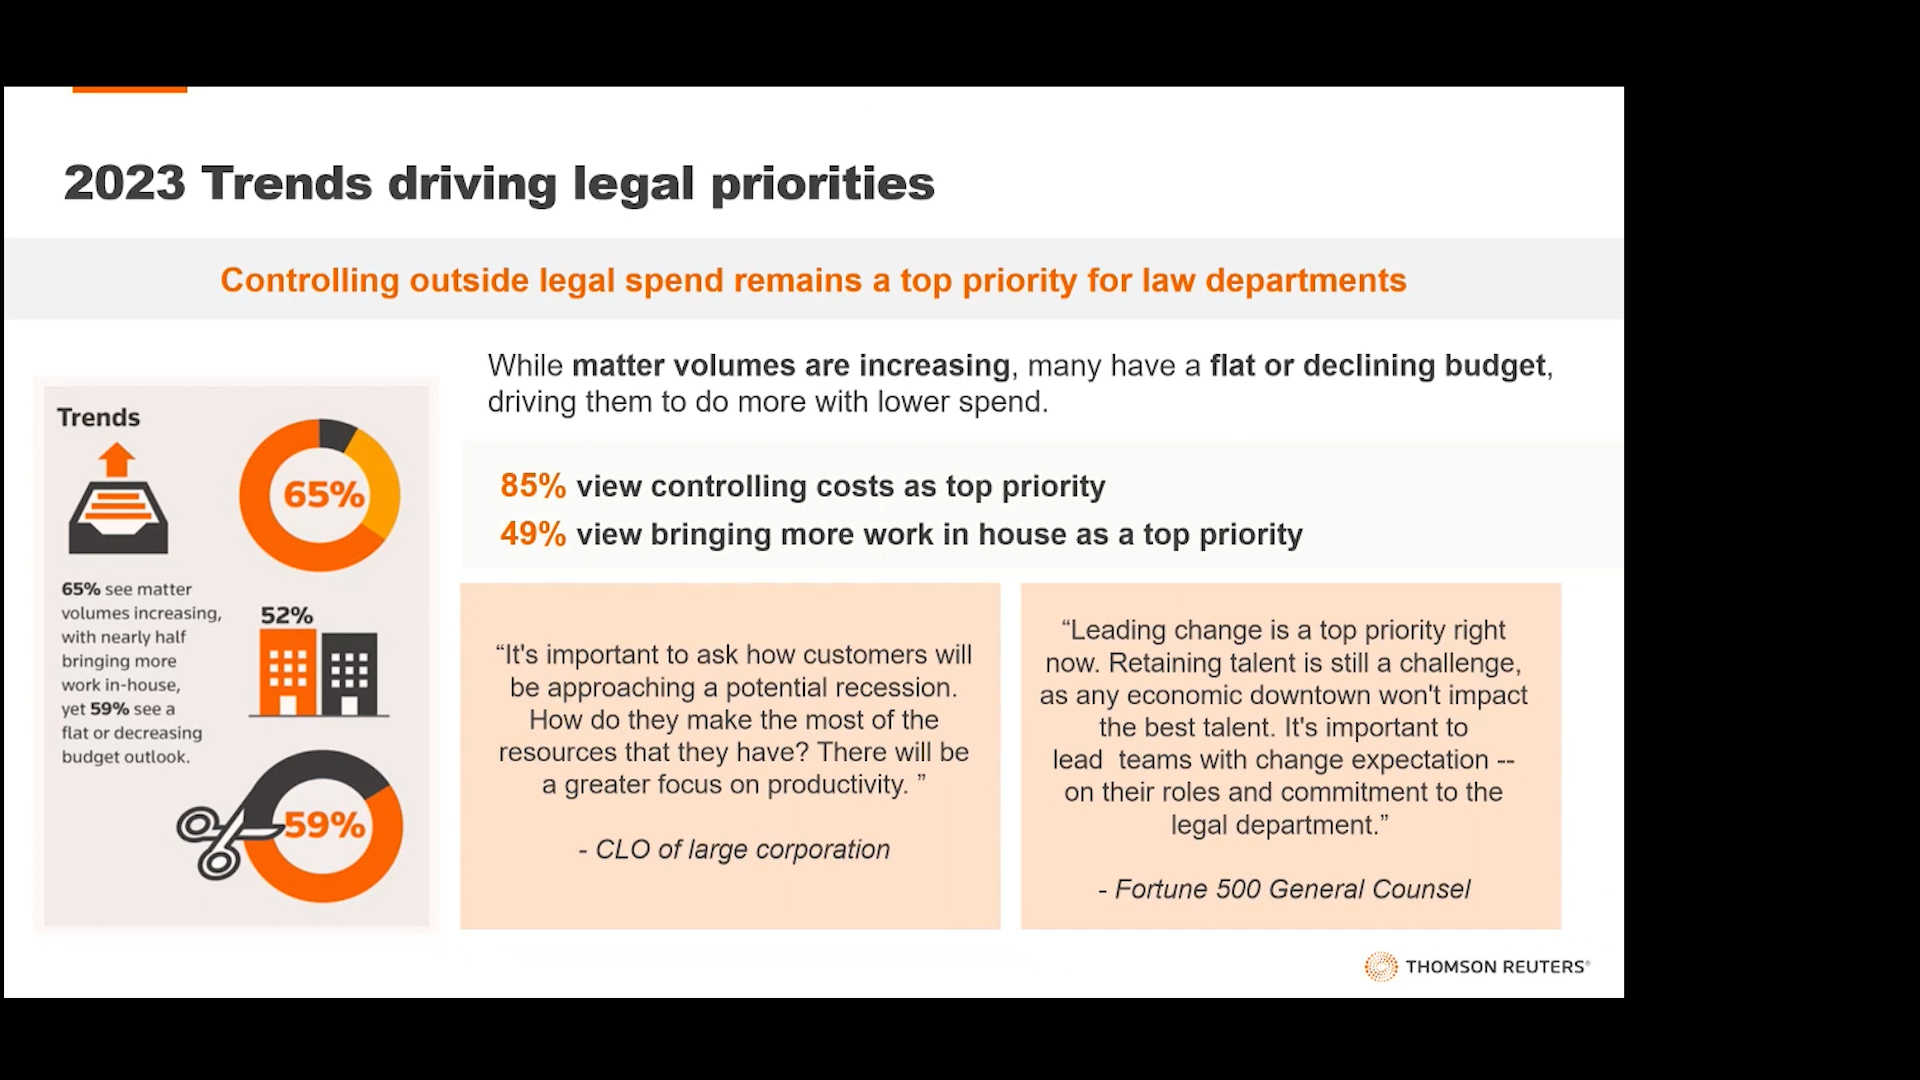 2023 Trends driving legal priorities
Controlling outside legal spend remains a top priority for law departments
While matter volumes are increasing, many have a flat or declining budget,
driving them to do more with lower spend.
85% view controlling costs as top priority
49% view bringing more work in house as a top priority
Trends
65%
65% see matter
volumes increasing,
with nearly half
bringing more
work in-house,
yet 59% see a
flat or decreasing
budget outlook.
52%
59%
“It's important to ask how customers will
be approaching a potential recession.
How do they make the most of the
resources that they have? There will be
a greater focus on productivity. ”
- CLO of large corporation
“Leading change is a top priority right
now. Retaining talent is still a challenge,
as any economic downtown won't impact
the best talent. It's important to
lead  teams with change expectation --
on their roles and commitment to the
legal department.”
- Fortune 500 General Counsel
THOMSON REUTERS®